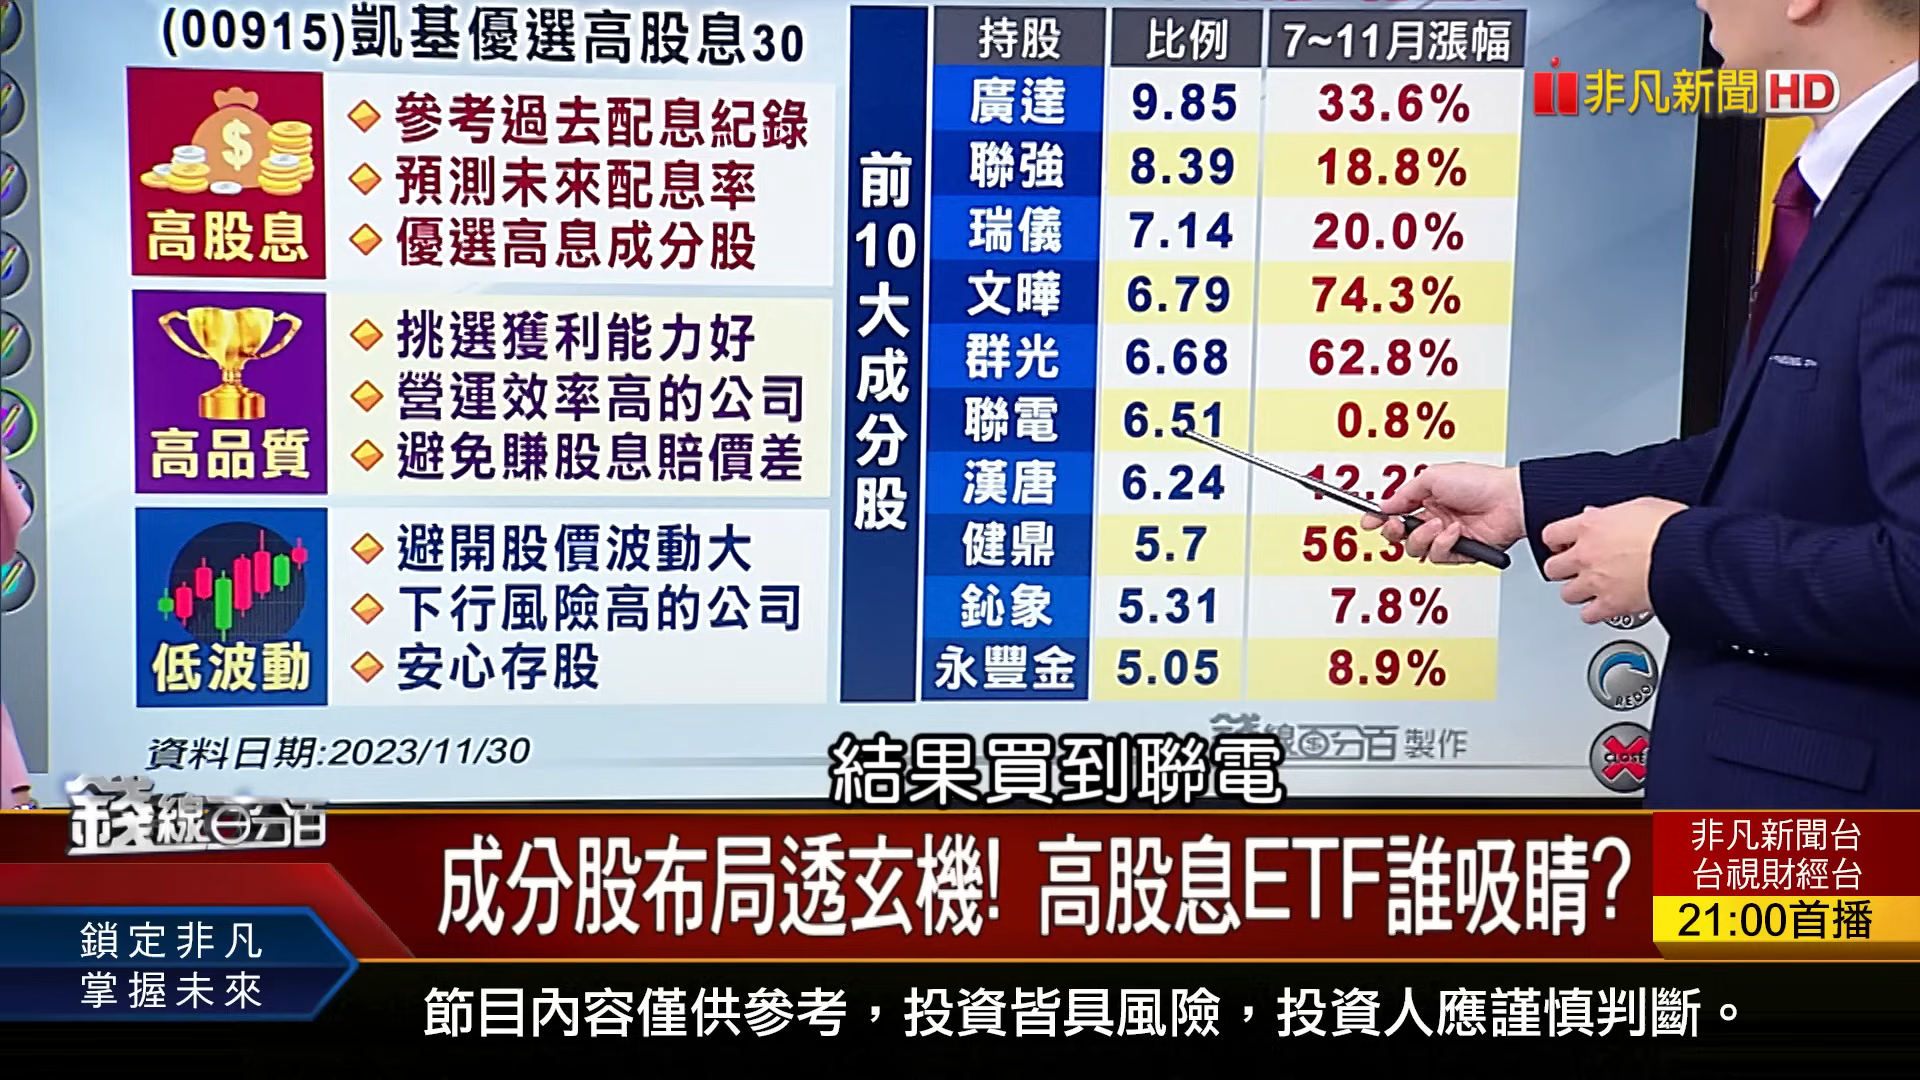 (00915)凱基優選高股息30
高股息
參考過去配息紀錄
預測未來配息率
優選高息成分股
高品質
挑選獲利能力好
營運效率高的公司
避免賺股息賠價差
低波動
避開股價波動大
下行風險高的公司
安心存股
資料日期:2023/11/30
前10大成分股
持股 比例 7~11月漲幅
廣達 9.85 33.6%
聯強 8.39 18.8%
瑞儀 7.14 20.0%
文曄 6.79 74.3%
群光 6.68 62.8%
聯電 6.51 0.8%
漢唐 6.24 12.2
健鼎 5.7 56.3%
鈊象 5.31 7.8%
永豐金 5.05 8.9%
錢線百分百製作
非凡新聞HD
REDO
CLOSE
結果買到聯電
錢線百分百
成分股布局透玄機! 高股息ETF誰吸睛?
非凡新聞台
台視財經台
21:00首播
鎖定非凡
掌握未來
節目內容僅供參考，投資皆具風險，投資人應謹慎判斷。